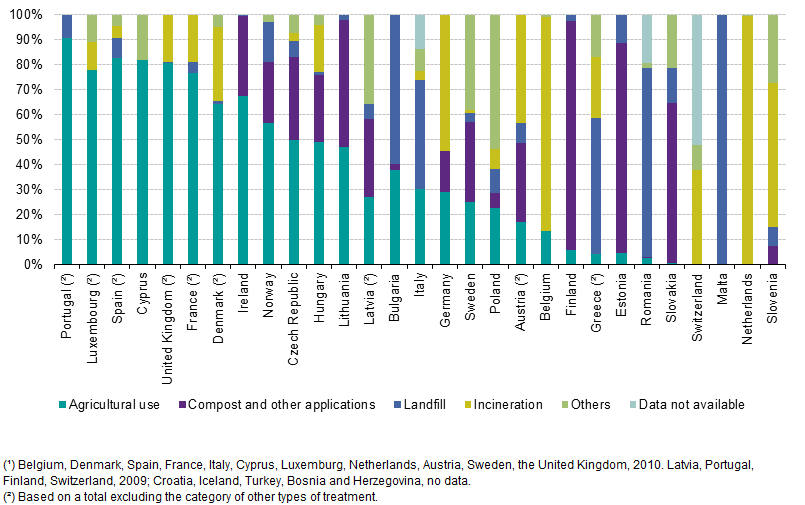 100%
90%
80%
70%
60%
50%
40%
30%
20%
10%
0%
Portugal (²)
Luxembourg (²)
Spain (²)
Cyprus
United Kingdom (²)
France (²)
Denmark (²)
Ireland
Norway
Czech Republic
Hungary
Lithuania
Latvia (²)
Bulgaria
Italy
Germany
Sweden
Poland
Austria (²)
Belgium
Finland
Greece (²)
Estonia
Romania
Slovakia
Switzerland
Malta
Netherlands
Slovenia
Agricultural use
Compost and other applications
Landfill
Incineration
Others
Data not available
(¹) Belgium, Denmark, Spain, France, Italy, Cyprus, Luxemburg, Netherlands, Austria, Sweden, the United Kingdom, 2010. Latvia, Portugal,
Finland, Switzerland, 2009; Croatia, Iceland, Turkey, Bosnia and Herzegovina, no data.
(²) Based on a total excluding the category of other types of treatment.